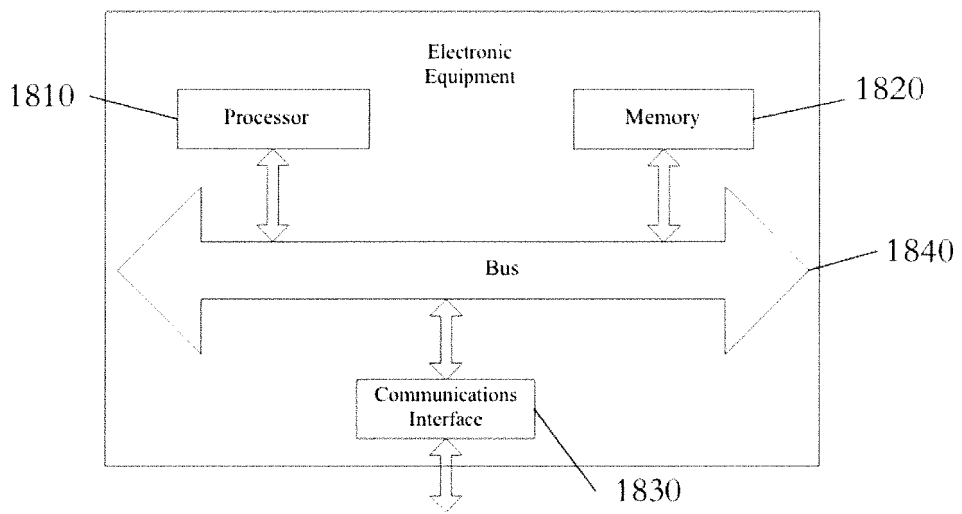 Electronic
Equipment
1810
Processor
Memory
1820
Bus
1840
Communications
Interface
1830